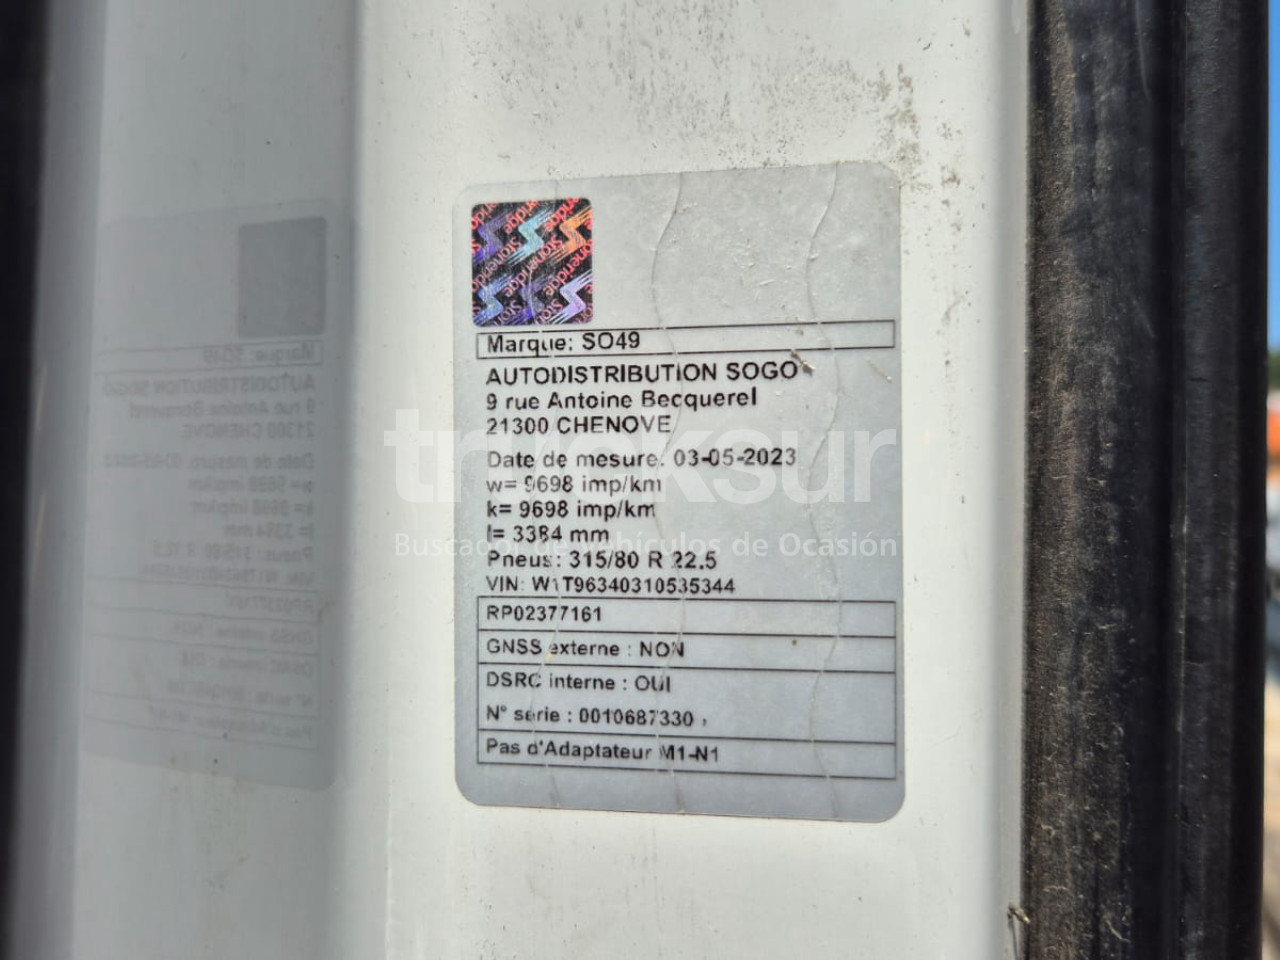 Stoneridge
Marque: SO49
AUTODISTRIBUTION SOGO
9 rue Antoine Becquerel
21300 CHENOVE
trucksur
Date de mesure: 03-05-2023
w= 9698 imp/km
k= 9698 imp/km
l= 3384 mm
Buscador de Vehículos de Ocasión
Pneus: 315/80 R 22.5
VIN: W1T96340310535344
RP02377161
GNSS externe : NON
DSRC interne : OUI
N° série : 0010687330
Pas d'Adaptateur M1-N1